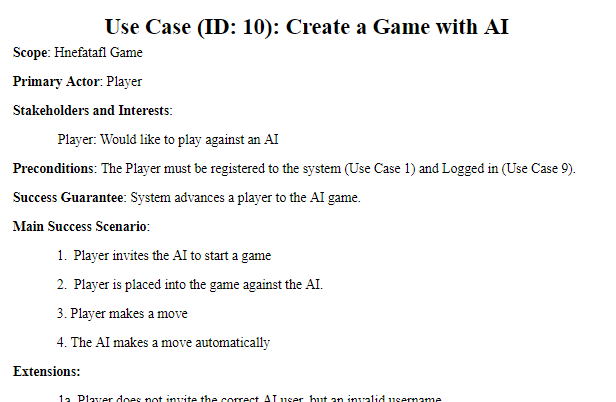 Use Case (ID: 10): Create a Game with AI
Scope: Hnefatafl Game
Primary Actor: Player
Stakeholders and Interests:
Player: Would like to play against an AI
Preconditions: The Player must be registered to the system (Use Case 1) and Logged in (Use Case 9).
Success Guarantee: System advances a player to the AI game.
Main Success Scenario:
1. Player invites the AI to start a game
2. Player is placed into the game against the AI.
3. Player makes a move
4. The AI makes a move automatically
Extensions:
1a. Player does not invite the correct AI user, but an invalid username